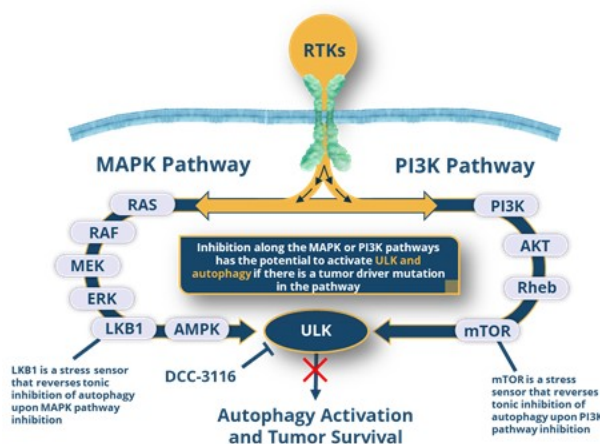 RTKs
MAPK Pathway
PI3K Pathway
RAS
PI3K
RAF
AKT
MEK
Rheb
ERK
LKB1
AMPK
ULK
mTOR
Inhibition along the MAPK or PI3K pathways
has the potential to activate ULK and
autophagy if there is a tumor driver mutation
in the pathway
LKB1 is a stress sensor
that reverses tonic
inhibition of autophagy
upon MAPK pathway
inhibition
DCC-3116
mTOR is a stress
sensor that reverses
tonic inhibition of
autophagy upon PI3K
pathway inhibition
Autophagy Activation
and Tumor Survival